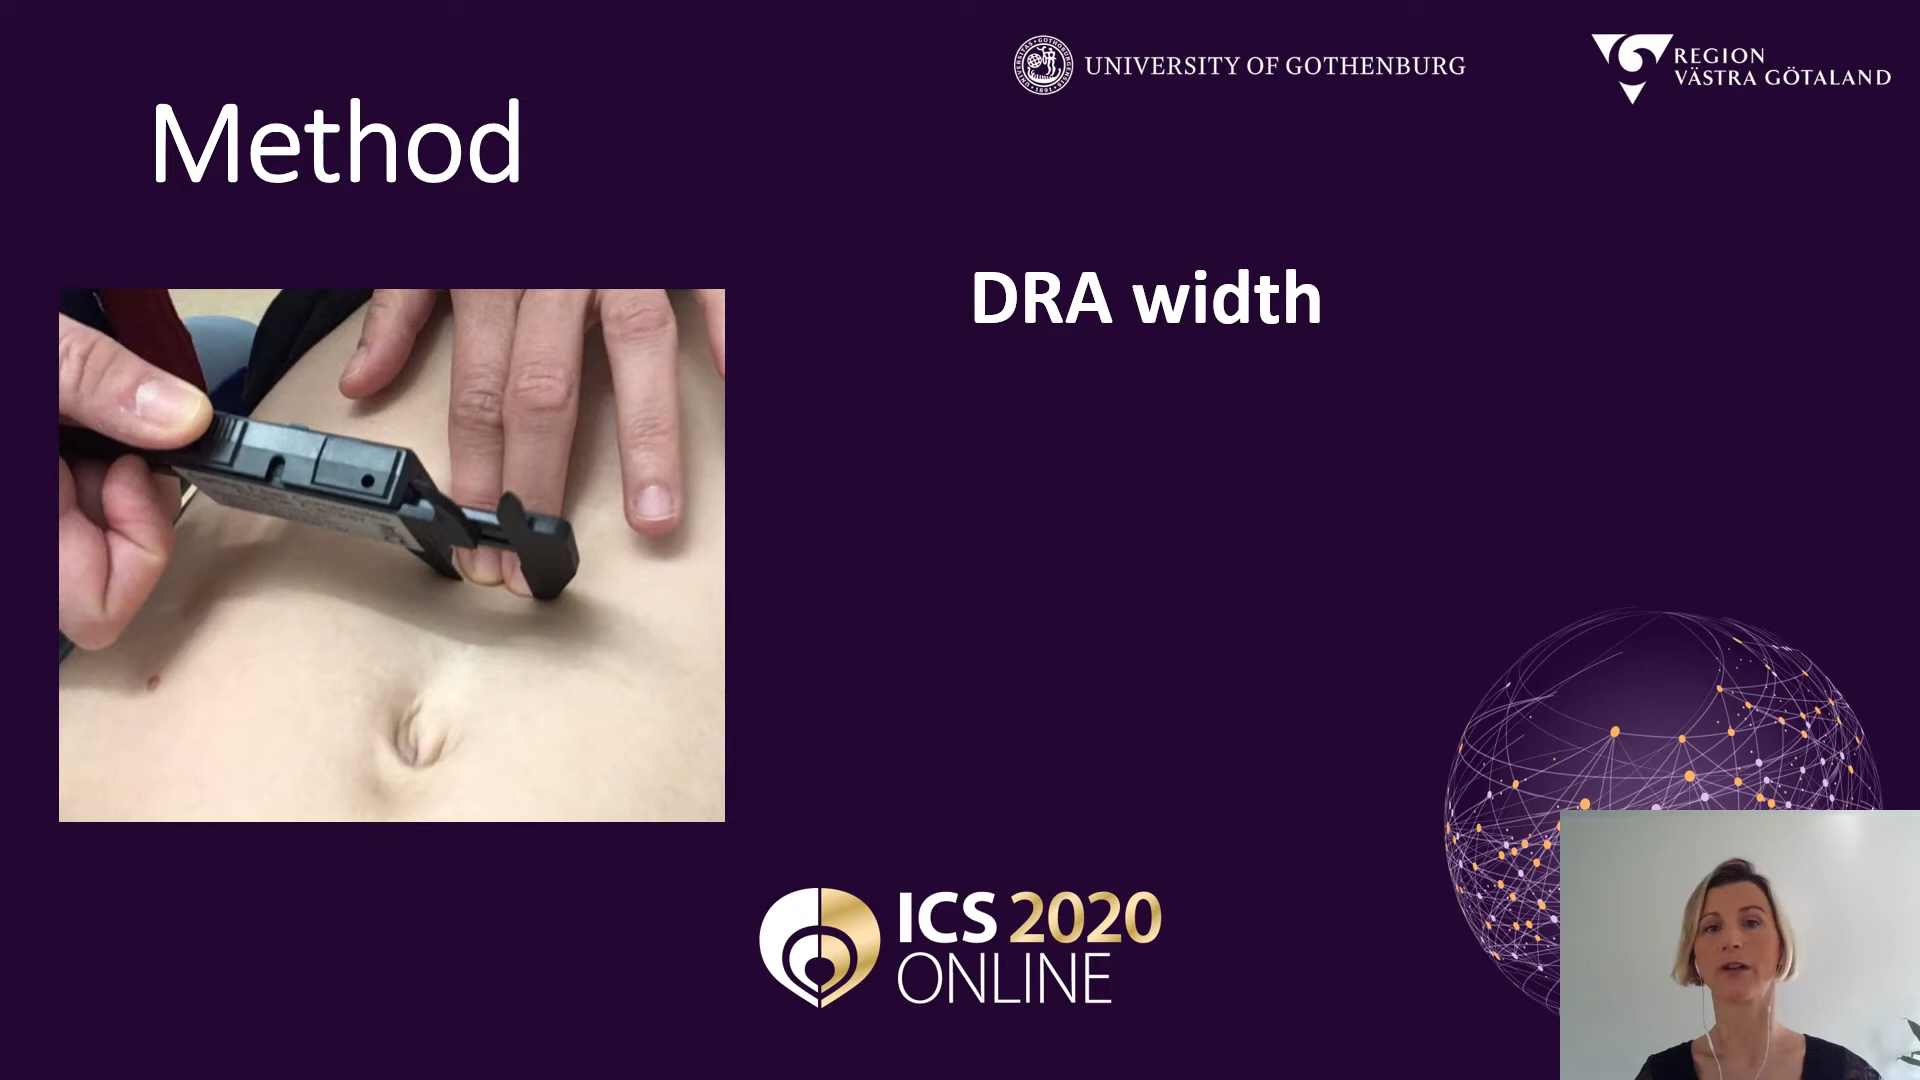 UNIVERSITY OF GOTHENBURG
REGION
VÄSTRA GÖTALAND
Method
DRA width
ICS 2020
ONLINE